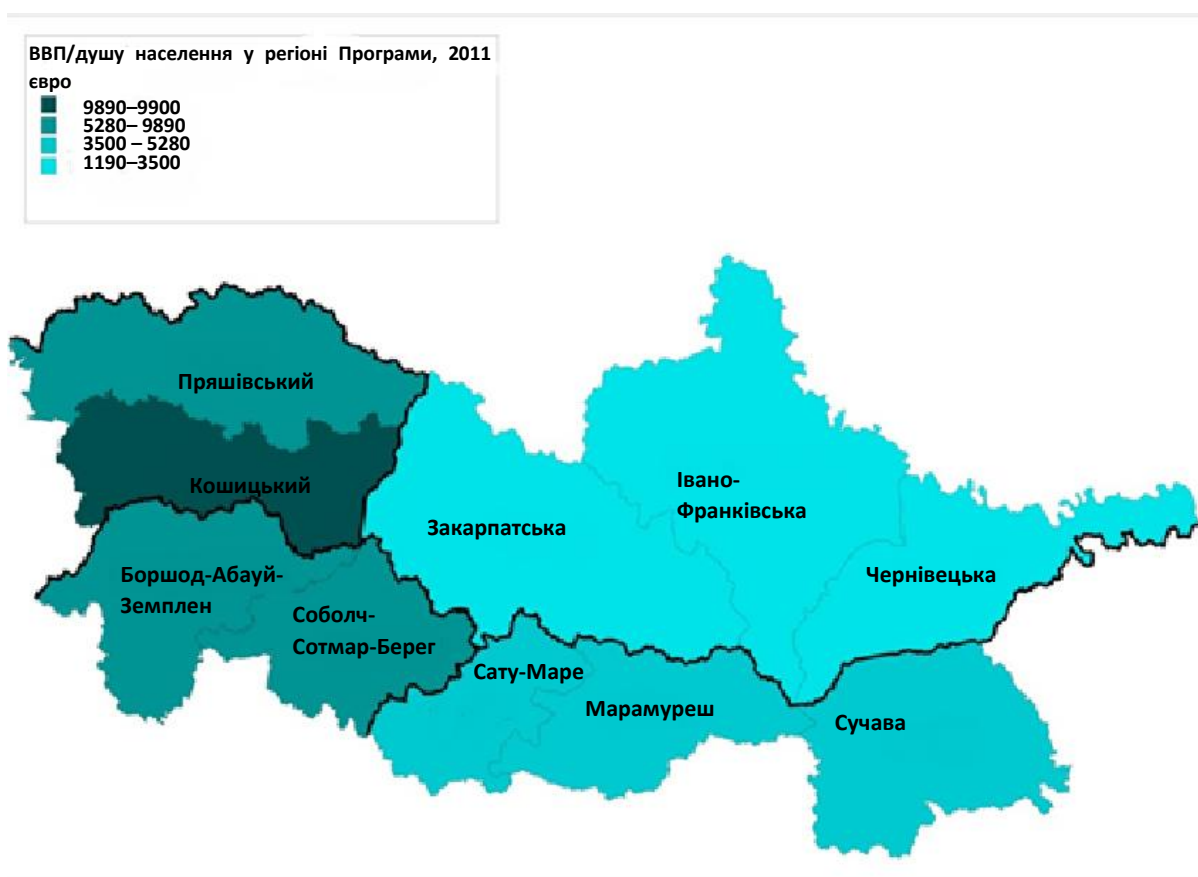 ВВП/душу населення у регіоні Програми, 2011
євро
9890–9900
5280– 9890
3500 – 5280
1190–3500
Пряшівський
Кошицький
Івано-
Франківська
Закарпатська
Чернівецька
Боршод-Абауй-
Земплен
Соболч-
Сотмар-Берег
Сату-Маре
Марамуреш
Сучава